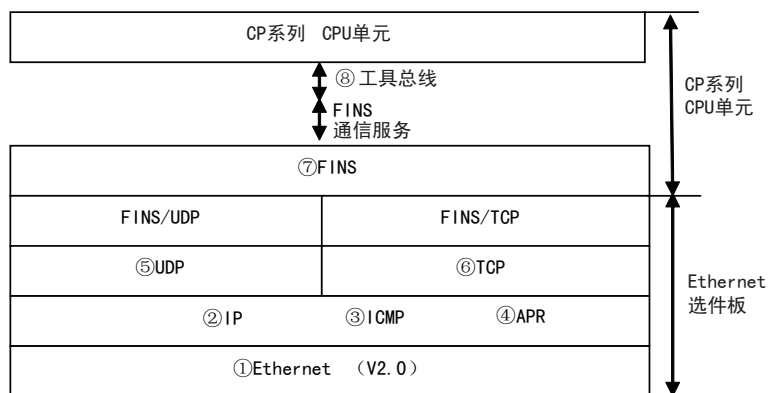 CP系列 CPU单元
⑧工具总线
FINS
通信服务
CP系列
CPU单元
⑦FINS
FINS/UDP FINS/TCP
⑤UDP ⑥TCP
②IP ③ICMP ④APR
Ethernet
选件板
①Ethernet （V2.0）